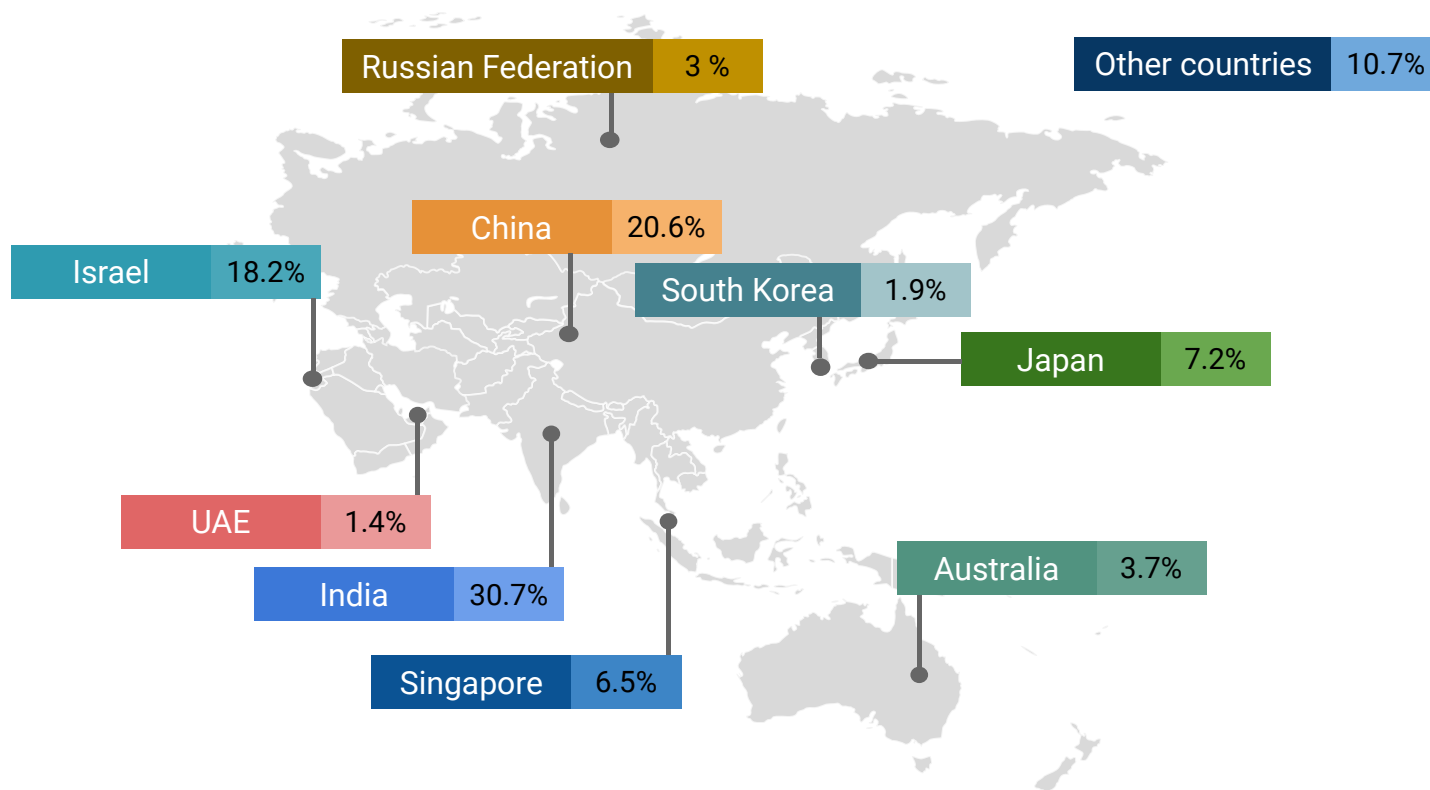 Russian Federation 3 %
Other countries 10.7%
China 20.6%
Israel 18.2%
South Korea 1.9%
Japan 7.2%
UAE 1.4%
India 30.7%
Australia 3.7%
Singapore 6.5%